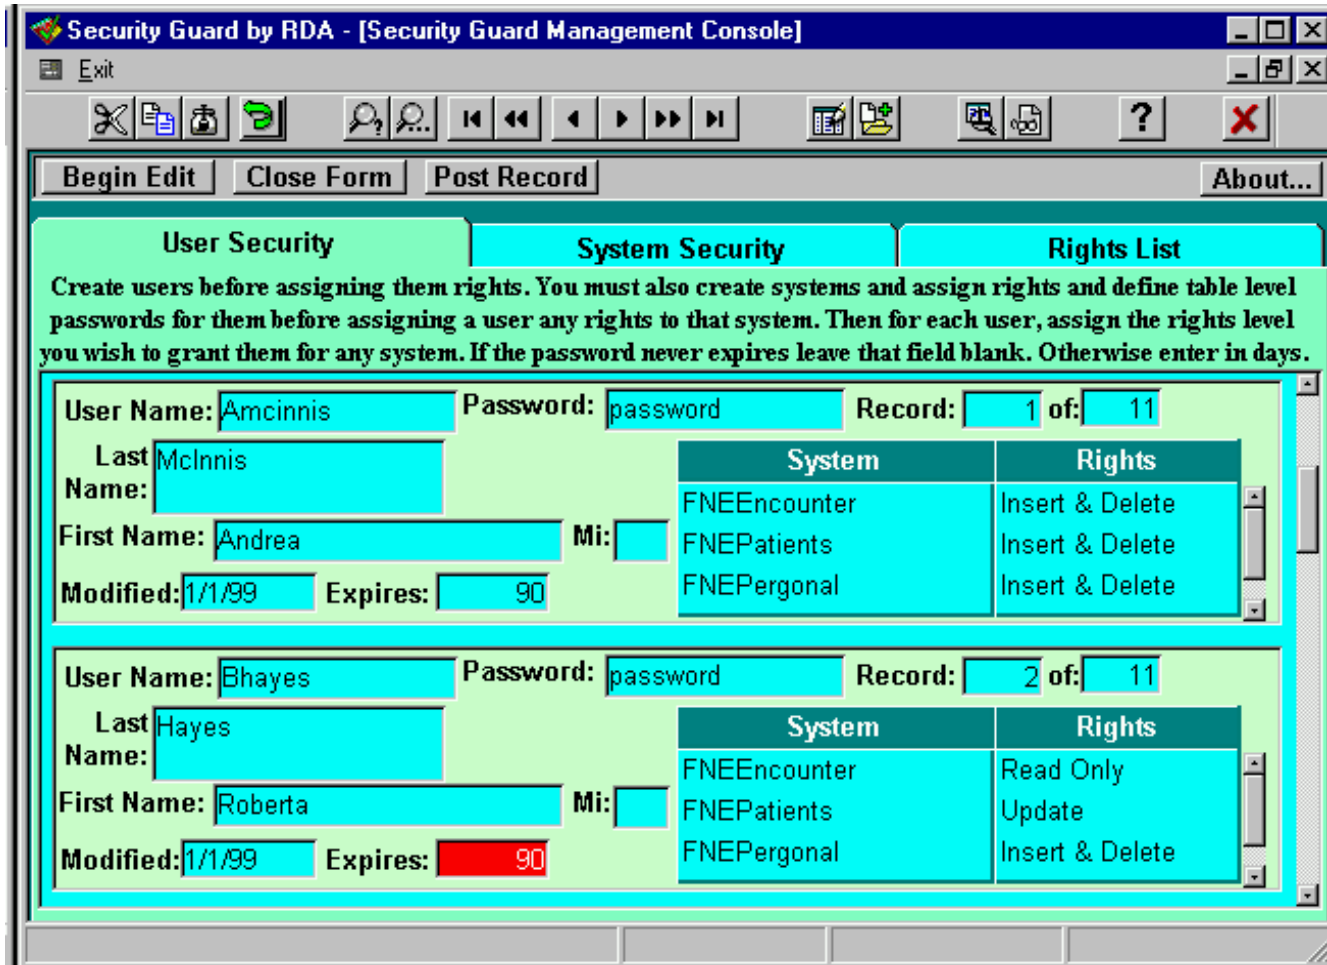 Security Guard by RDA - [Security Guard Management Console]
Exit
Begin Edit Close Form Post Record About...
User Security System Security Rights List
Create users before assigning them rights. You must also create systems and assign rights and define table level
passwords for them before assigning a user any rights to that system. Then for each user, assign the rights level
you wish to grant them for any system. If the password never expires leave that field blank. Otherwise enter in days.
User Name: Amcinnis Password: password Record: 1 of: 11
Last Name: McInnis
System Rights
FNEEncounter Insert & Delete
First Name: Andrea Mi:
FNEPatients Insert & Delete
Modified: 1/1/99 Expires: 90
FNEPergonal Insert & Delete
User Name: Bhayes Password: password Record: 2 of: 11
Last Name: Hayes
System Rights
FNEEncounter Read Only
First Name: Roberta Mi:
FNEPatients Update
Modified: 1/1/99 Expires: 90
FNEPergonal Insert & Delete